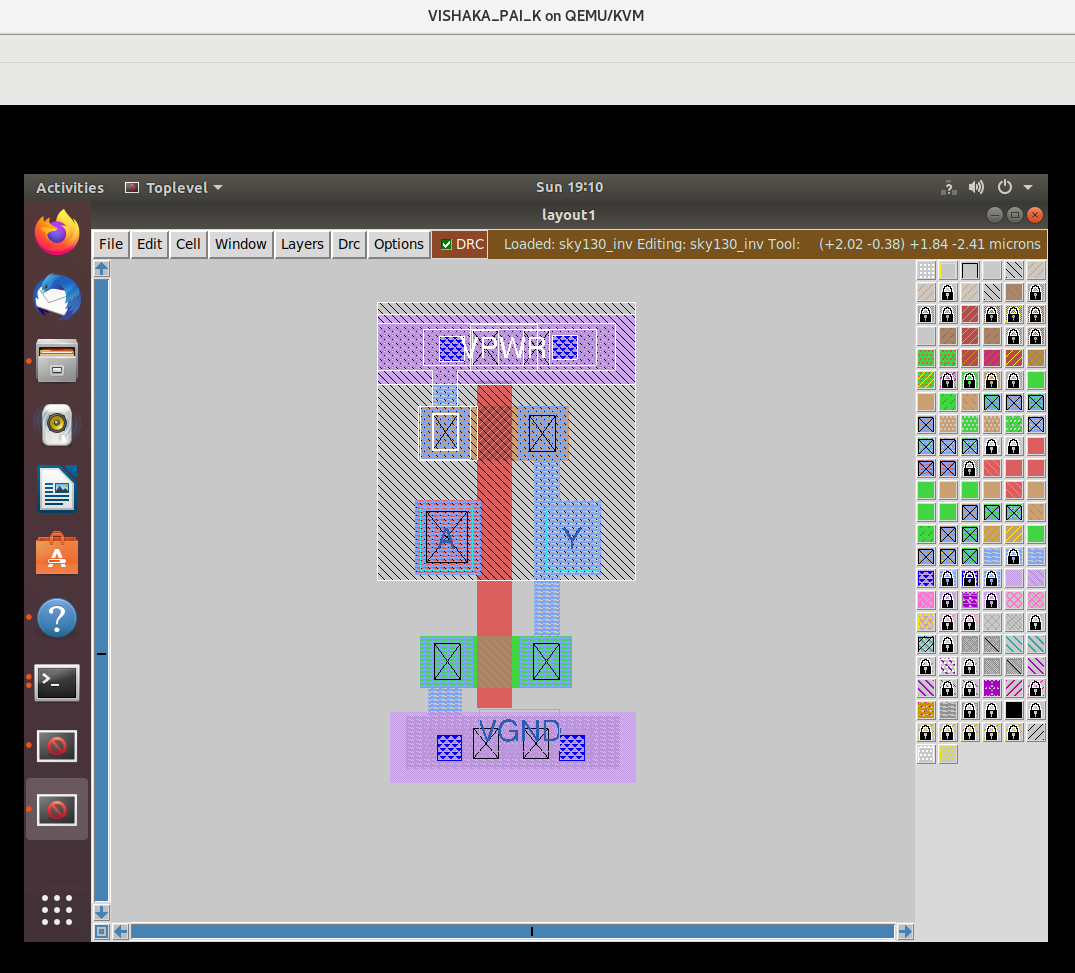 VISHAKA_PAI_K on QEMU/KVM
Activities Toplevel Sun 19:10
layout1
File Edit Cell Window Layers Drc Options DRC Loaded: sky130_inv Editing: sky130_inv Tool: (+2.02 -0.38) +1.84 -2.41 microns
VPWR
A Y
VGND